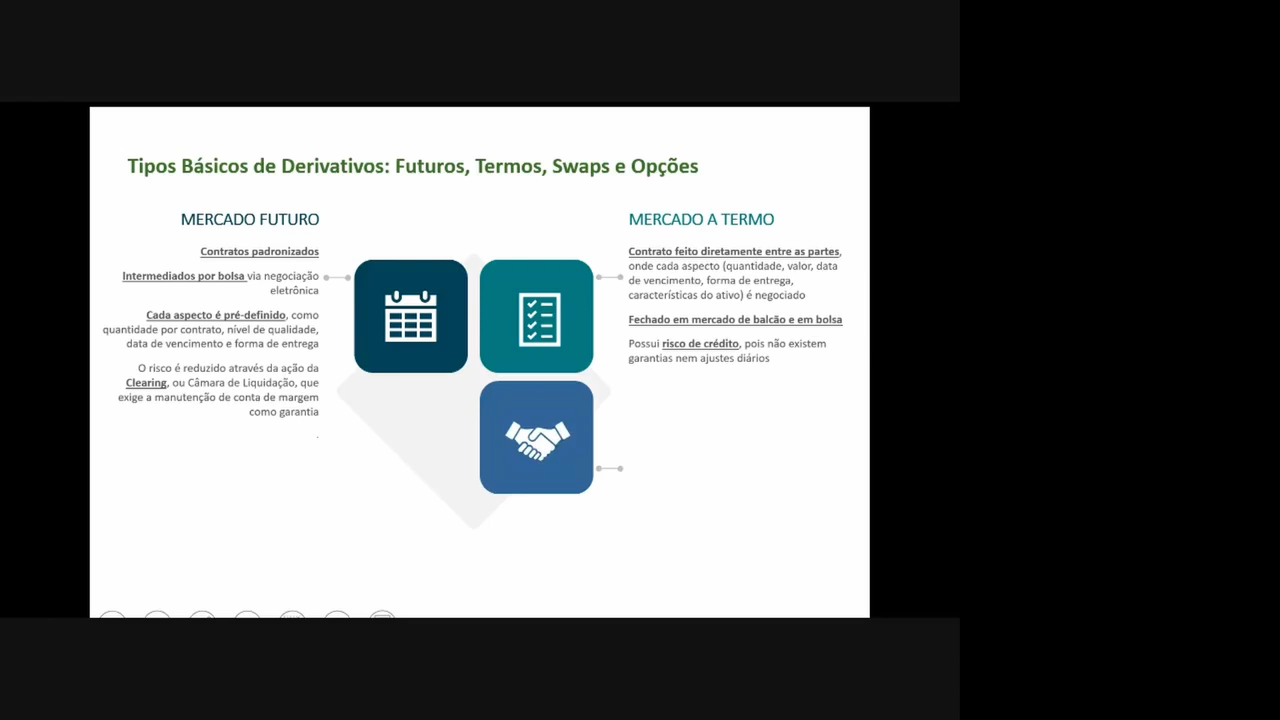 Tipos Básicos de Derivativos: Futuros, Termos, Swaps e Opções
MERCADO FUTURO
Contratos padronizados
Intermediados por bolsa via negociação
eletrônica
Cada aspecto é pré-definido, como
quantidade por contrato, nível de qualidade,
data de vencimento e forma de entrega
O risco é reduzido através da ação da
Clearing, ou Câmara de Liquidação, que
exige a manutenção de conta de margem
como garantia
.
MERCADO A TERMO
Contrato feito diretamente entre as partes,
onde cada aspecto (quantidade, valor, data
de vencimento, forma de entrega,
características do ativo) é negociado
Fechado em mercado de balcão e em bolsa
Possui risco de crédito, pois não existem
garantias nem ajustes diários